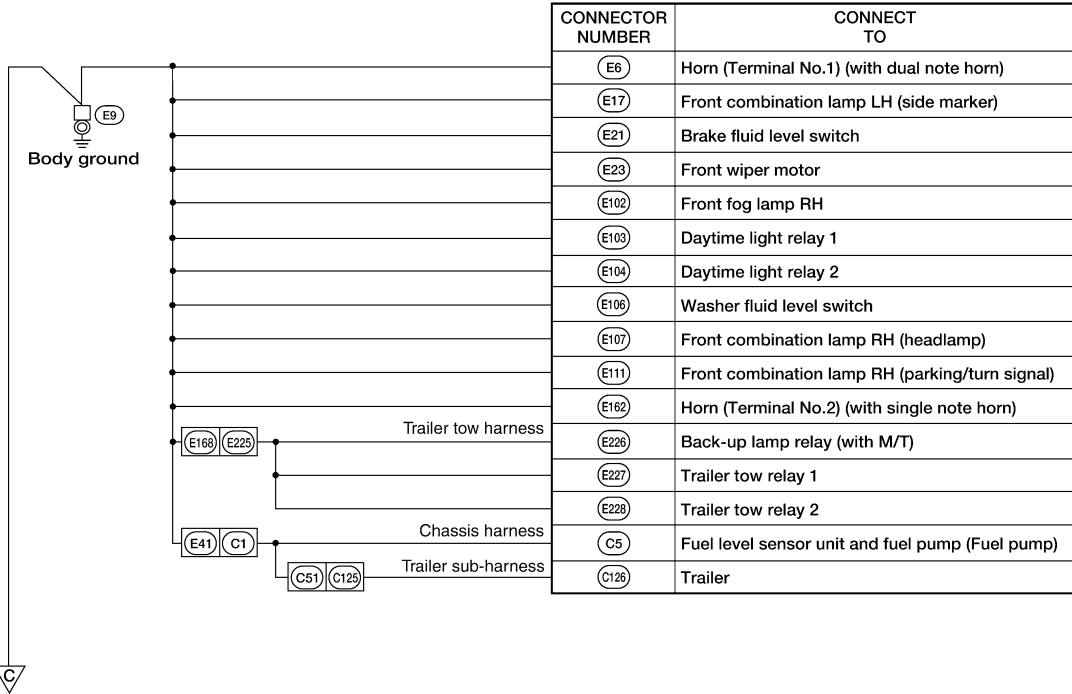 CONNECTOR NUMBER CONNECT TO
E6 Horn (Terminal No.1) (with dual note horn)
E17 Front combination lamp LH (side marker)
E9
E21 Brake fluid level switch
Body ground
E23 Front wiper motor
E102 Front fog lamp RH
E103 Daytime light relay 1
E104 Daytime light relay 2
E106 Washer fluid level switch
E107 Front combination lamp RH (headlamp)
E111 Front combination lamp RH (parking/turn signal)
E162 Horn (Terminal No.2) (with single note horn)
E168 E225 Trailer tow harness E226 Back-up lamp relay (with M/T)
E227 Trailer tow relay 1
E228 Trailer tow relay 2
E41 C1 Chassis harness C5 Fuel level sensor unit and fuel pump (Fuel pump)
C51 C125 Trailer sub-harness C126 Trailer
C